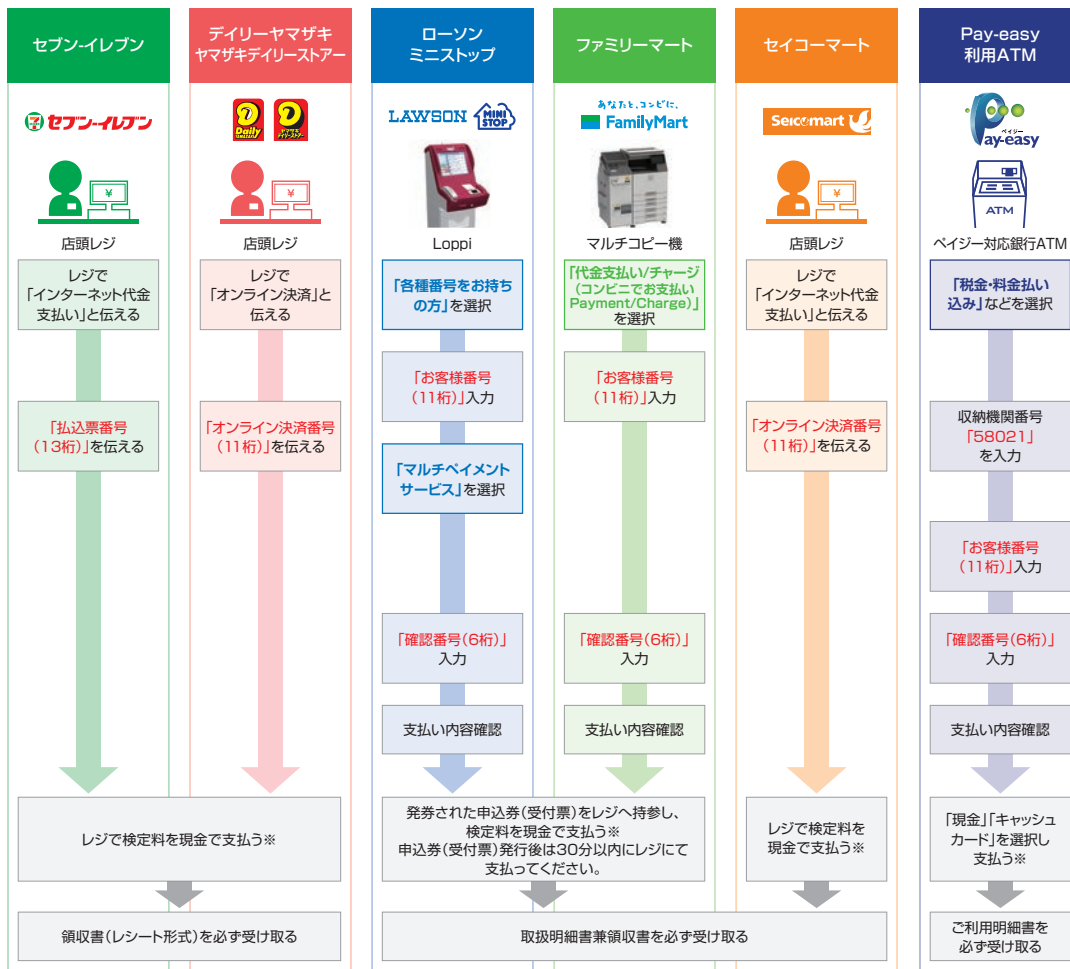 セブン-イレブン
デイリーヤマザキ
ヤマザキデイリーストアー
ローソン
ミニストップ
ファミリーマート
セイコーマート
Pay-easy
利用ATM
セブン-イレブン
Daily
YAMAZAKI
ヤマザキ
デイリーストアー
LAWSON
MINI
STOP
あなたと、コンビに、
FamilyMart
Seicomart
ペイジー
Pay-easy
¥
¥
¥
ATM
店頭レジ
店頭レジ
Loppi
マルチコピー機
店頭レジ
ペイジー対応銀行ATM
レジで
「インターネット代金
支払い」と伝える
「払込票番号
(13桁)」を伝える
レジで
「オンライン決済」と
伝える
「オンライン決済番号
(11桁)」を伝える
「各種番号をお持ち
の方」を選択
「お客様番号
(11桁)」入力
「マルチペイメント
サービス」を選択
「確認番号(6桁)」
入力
支払い内容確認
「代金支払い/チャージ
(コンビニでお支払い
Payment/Charge)」
を選択
「お客様番号
(11桁)」入力
「確認番号(6桁)」
入力
支払い内容確認
レジで
「インターネット代金
支払い」と伝える
「オンライン決済番号
(11桁)」を伝える
「税金・料金払い
込み」などを選択
収納機関番号
「58021」
を入力
「お客様番号
(11桁)」入力
「確認番号(6桁)」
入力
支払い内容確認
レジで検定料を現金で支払う※
発券された申込券(受付票)をレジへ持参し、
検定料を現金で支払う※
申込券(受付票)発行後は30分以内にレジにて
支払ってください。
レジで検定料を
現金で支払う※
「現金」「キャッシュ
カード」を選択し
支払う※
領収書(レシート形式)を必ず受け取る
取扱明細書兼領収書を必ず受け取る
ご利用明細書を
必ず受け取る